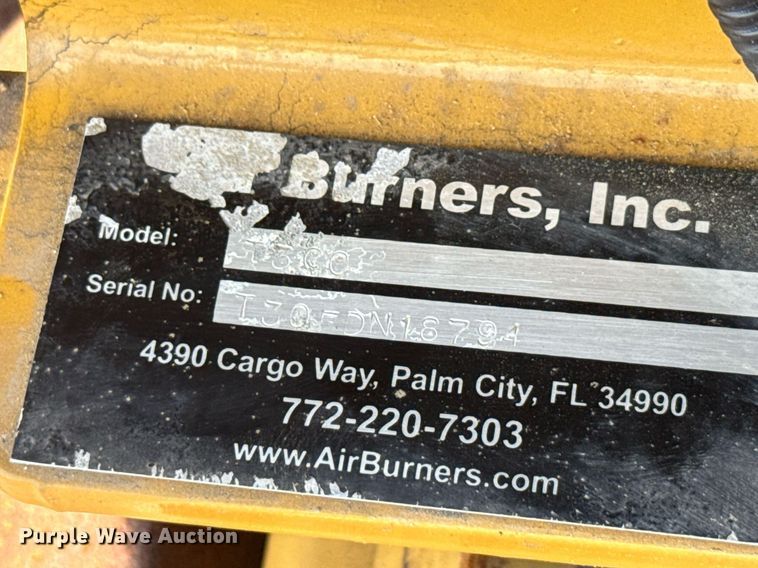 Burners, Inc.
Model: T300
Serial No:
4390 Cargo Way, Palm City, FL 34990
772-220-7303
www.AirBurners.com
Purple Wave Auction